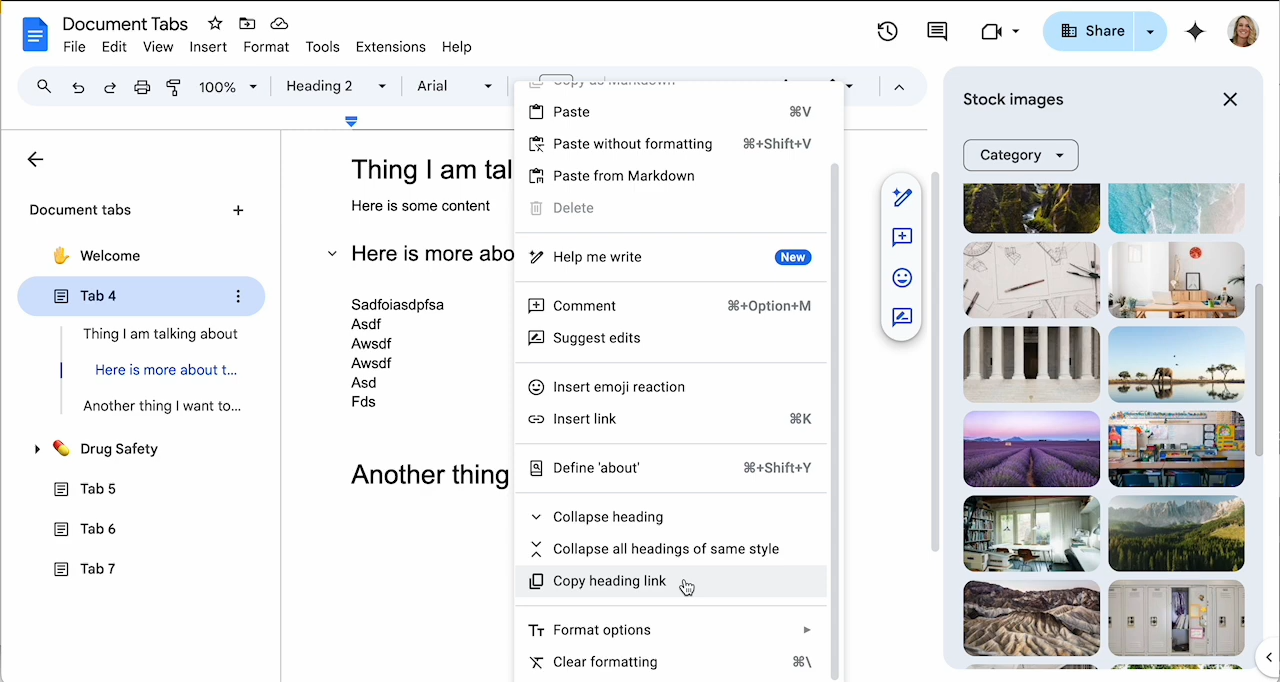 Document Tabs
File Edit View Insert Format Tools Extensions Help
Share
100% Heading 2 Arial
Copy as Markdown
Paste ⌘V
Paste without formatting ⌘+Shift+V
Paste from Markdown
Delete
Help me write New
Comment ⌘+Option+M
Suggest edits
Insert emoji reaction
Insert link ⌘K
Define 'about' ⌘+Shift+Y
Collapse heading
Collapse all headings of same style
Copy heading link
Format options
Clear formatting ⌘\
Document tabs
Welcome
Tab 4
Thing I am talking about
Here is more about t...
Another thing I want to...
Drug Safety
Tab 5
Tab 6
Tab 7
Thing I am tal
Here is some content
Here is more abo
Sadfoiasdpfsa
Asdf
Awsdf
Awsdf
Asd
Fds
Another thing
Stock images
Category